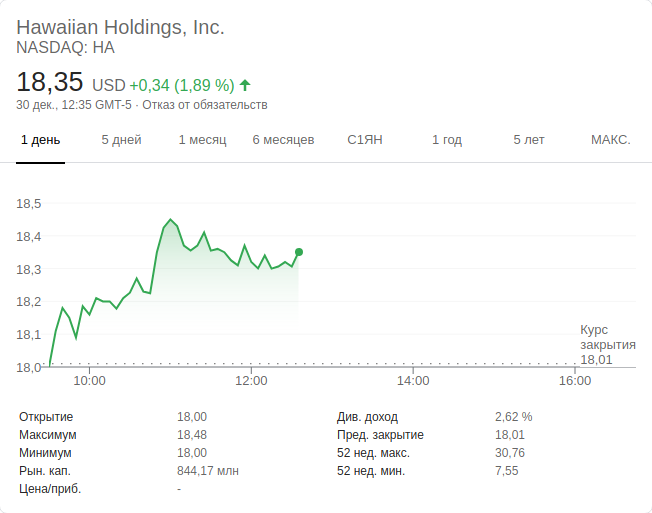 Hawaiian Holdings, Inc.
NASDAQ: HA
18,35 USD +0,34 (1,89 %)
30 дек., 12:35 GMT-5 · Отказ от обязательств
1 день 5 дней 1 месяц 6 месяцев С1ЯН 1 год 5 лет МАКС.
18,5
18,4
18,3
18,2
18,1
18,0
Курс
закрытия
18,01
10:00 12:00 14:00 16:00
Открытие 18,00
Максимум 18,48
Минимум 18,00
Рын. кап. 844,17 млн
Цена/приб. -
Див. доход 2,62 %
Пред. закрытие 18,01
52 нед. макс. 30,76
52 нед. мин. 7,55